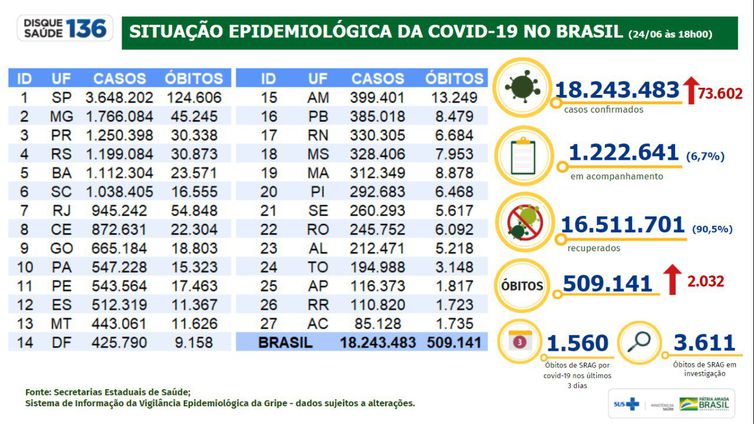 DISQUE
SAÚDE 136
SITUAÇÃO EPIDEMIOLÓGICA DA COVID-19 NO BRASIL (24/06 às 18h00)
ID UF CASOS ÓBITOS
1 SP 3.648.202 124.606
2 MG 1.766.084 45.245
3 PR 1.250.398 30.338
4 RS 1.199.084 30.873
5 BA 1.112.304 23.571
6 SC 1.038.405 16.555
7 RJ 945.242 54.848
8 CE 872.631 22.304
9 GO 665.184 18.803
10 PA 547.228 15.323
11 PE 543.564 17.463
12 ES 512.319 11.367
13 MT 443.061 11.626
14 DF 425.790 9.158
ID UF CASOS ÓBITOS
15 AM 399.401 13.249
16 PB 385.018 8.479
17 RN 330.305 6.684
18 MS 328.406 7.953
19 MA 312.349 8.878
20 PI 292.683 6.468
21 SE 260.293 5.617
22 RO 245.752 6.092
23 AL 212.471 5.218
24 TO 194.988 3.148
25 AP 116.373 1.817
26 RR 110.820 1.723
27 AC 85.128 1.735
BRASIL 18.243.483 509.141
18.243.483 73.602
casos confirmados
1.222.641 (6,7%)
em acompanhamento
16.511.701 (90,5%)
recuperados
ÓBITOS 509.141 2.032
3 1.560
Óbitos de SRAG por
covid-19 nos últimos
3 dias
3.611
Óbitos de SRAG em
investigação
Fonte: Secretarias Estaduais de Saúde;
Sistema de Informação da Vigilância Epidemiológica da Gripe - dados sujeitos a alterações.
SUS
MINISTÉRIO DA
SAÚDE
PÁTRIA AMADA
BRASIL